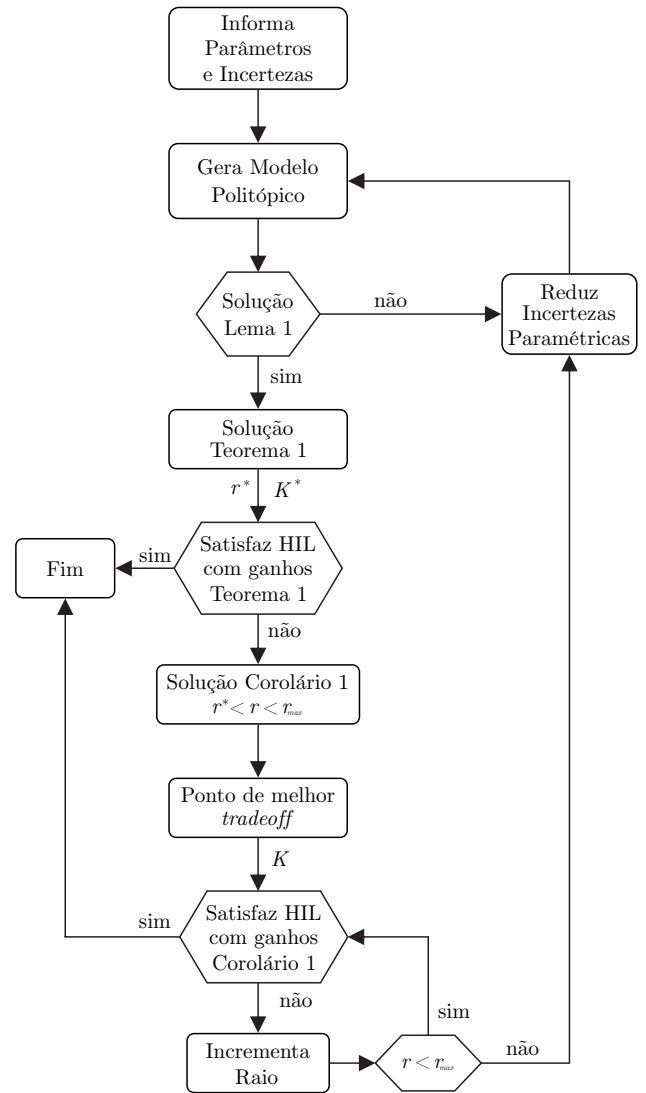 Informa
Parâmetros
e Incertezas
Gera Modelo
Politópico
Solução
Lema 1
não
Reduz
Incertezas
Paramétricas
sim
Solução
Teorema 1
r* K*
Satisfaz HIL
com ganhos
Teorema 1
sim
Fim
não
Solução Corolário 1
r* < r < rmax
Ponto de melhor
tradeoff
K
Satisfaz HIL
com ganhos
Corolário 1
sim
não
sim
Incrementa
Raio
r < rmax
não